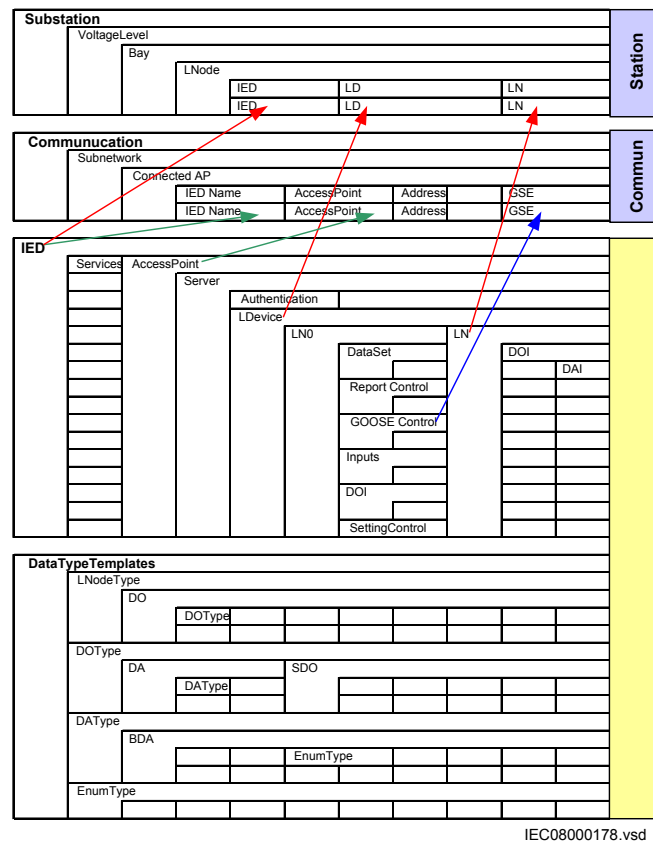 Substation
VoltageLevel
Bay
LNode
IED LD LN
IED LD LN
Station
Communucation
Subnetwork
Connected AP
IED Name AccessPoint Address GSE
IED Name AccessPoint Address GSE
Commun
IED
Services AccessPoint
Server
Authentication
LDevice
LN0 LN
DataSet DOI
DAI
Report Control
GOOSE Control
Inputs
DOI
SettingControl
DataTypeTemplates
LNodeType
DO
DOType
DOType
DA SDO
DAType
DAType
BDA
EnumType
EnumType
IEC08000178.vsd